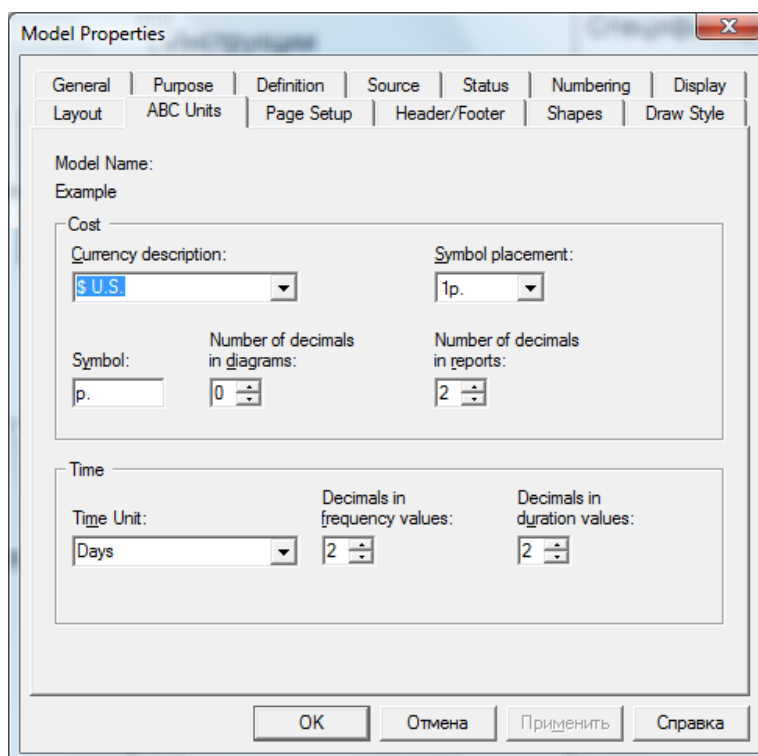 Model Properties
General Purpose Definition Source Status Numbering Display
Layout ABC Units Page Setup Header/Footer Shapes Draw Style
Model Name:
Example
Cost
Currency description: Symbol placement:
$ U.S. 1р.
Number of decimals Number of decimals
Symbol: in diagrams: in reports:
р. 0 2
Time
Decimals in Decimals in
Time Unit: frequency values: duration values:
Days 2 2
OK Отмена Применить Справка